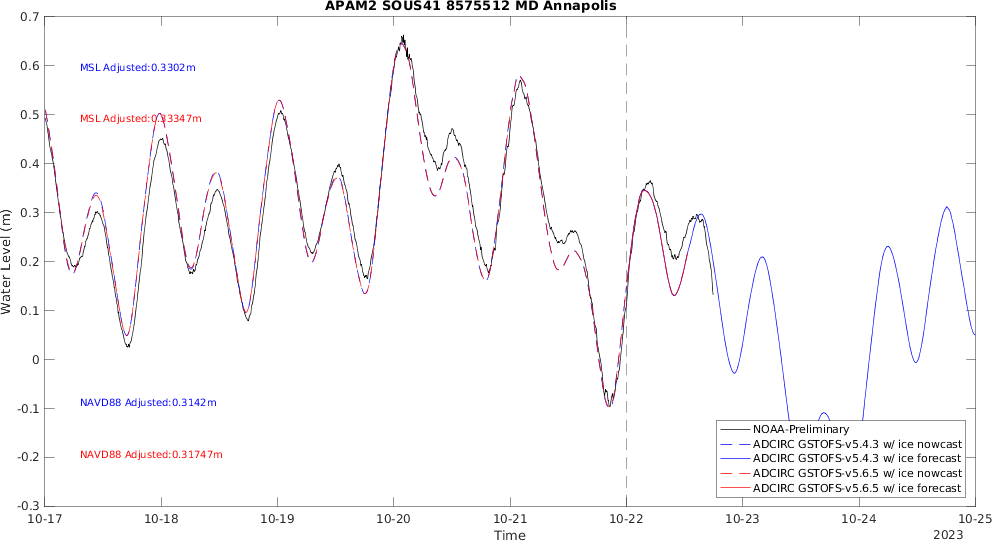 APAM2 SOUS41 8575512 MD Annapolis
0.7
0.6
0.5
0.4
0.3
0.2
0.1
0
-0.1
-0.2
-0.3
Water Level (m)
MSL Adjusted:0.3302m
MSL Adjusted:0.33347m
NAVD88 Adjusted:0.3142m
NAVD88 Adjusted:0.31747m
NOAA-Preliminary
ADCIRC GSTOFS-v5.4.3 w/ ice nowcast
ADCIRC GSTOFS-v5.4.3 w/ ice forecast
ADCIRC GSTOFS-v5.6.5 w/ ice nowcast
ADCIRC GSTOFS-v5.6.5 w/ ice forecast
10-17 10-18 10-19 10-20 10-21 10-22 10-23 10-24 10-25
Time
2023